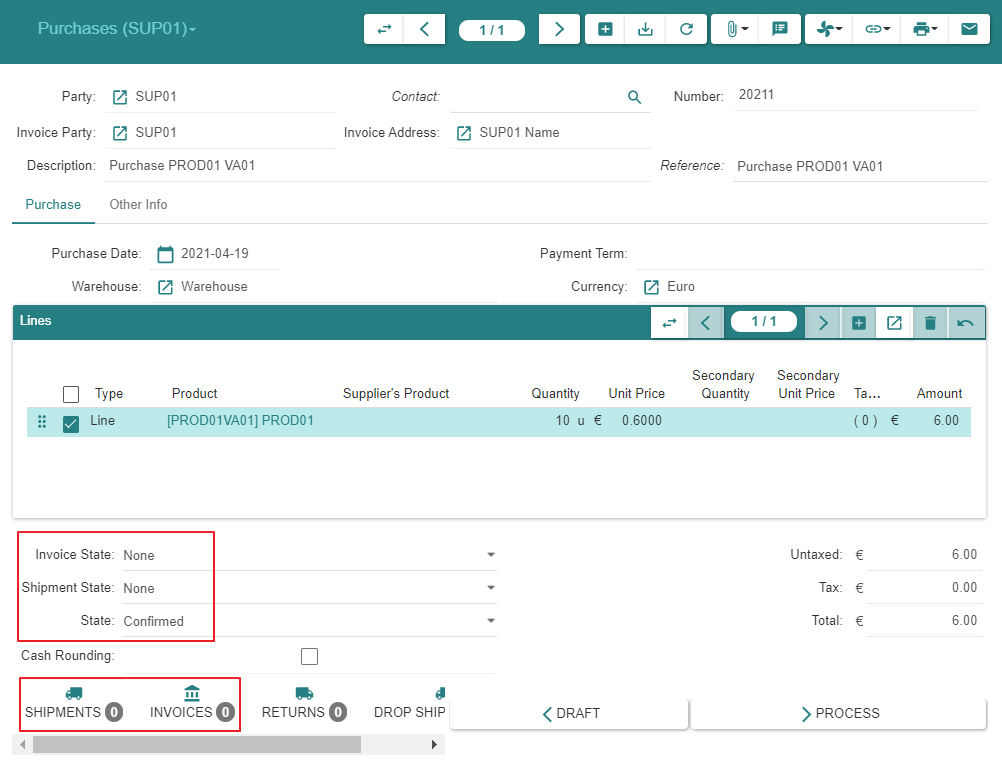 Purchases (SUP01)
1 / 1
Party: SUP01 Contact: Number: 20211
Invoice Party: SUP01 Invoice Address: SUP01 Name
Description: Purchase PROD01 VA01 Reference: Purchase PROD01 VA01
Purchase Other Info
Purchase Date: 2021-04-19 Payment Term:
Warehouse: Warehouse Currency: Euro
Lines 1 / 1
Type Product Supplier's Product Quantity Unit Price Secondary Quantity Secondary Unit Price Ta... Amount
Line [PROD01VA01] PROD01 10 u € 0.6000 ( 0 ) € 6.00
Invoice State: None Untaxed: € 6.00
Shipment State: None Tax: € 0.00
State: Confirmed Total: € 6.00
Cash Rounding:
SHIPMENTS 0 INVOICES 0 RETURNS 0 DROP SHIP DRAFT PROCESS